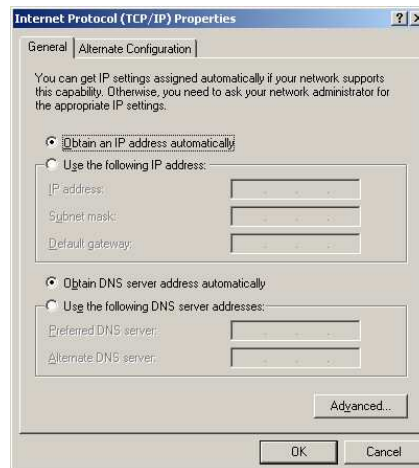 Internet Protocol (TCP/IP) Properties
General
Alternate Configuration
You can get IP settings assigned automatically if your network supports
this capability. Otherwise, you need to ask your network administrator for
the appropriate IP settings.
Obtain an IP address automatically
Use the following IP address:
IP address:
Subnet mask:
Default gateway:
Obtain DNS server address automatically
Use the following DNS server addresses:
Preferred DNS server:
Alternate DNS server:
Advanced...
OK
Cancel